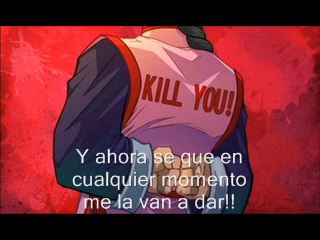 KILL YOU!
Y ahora se que en
cualquier momento
me la van a dar!!